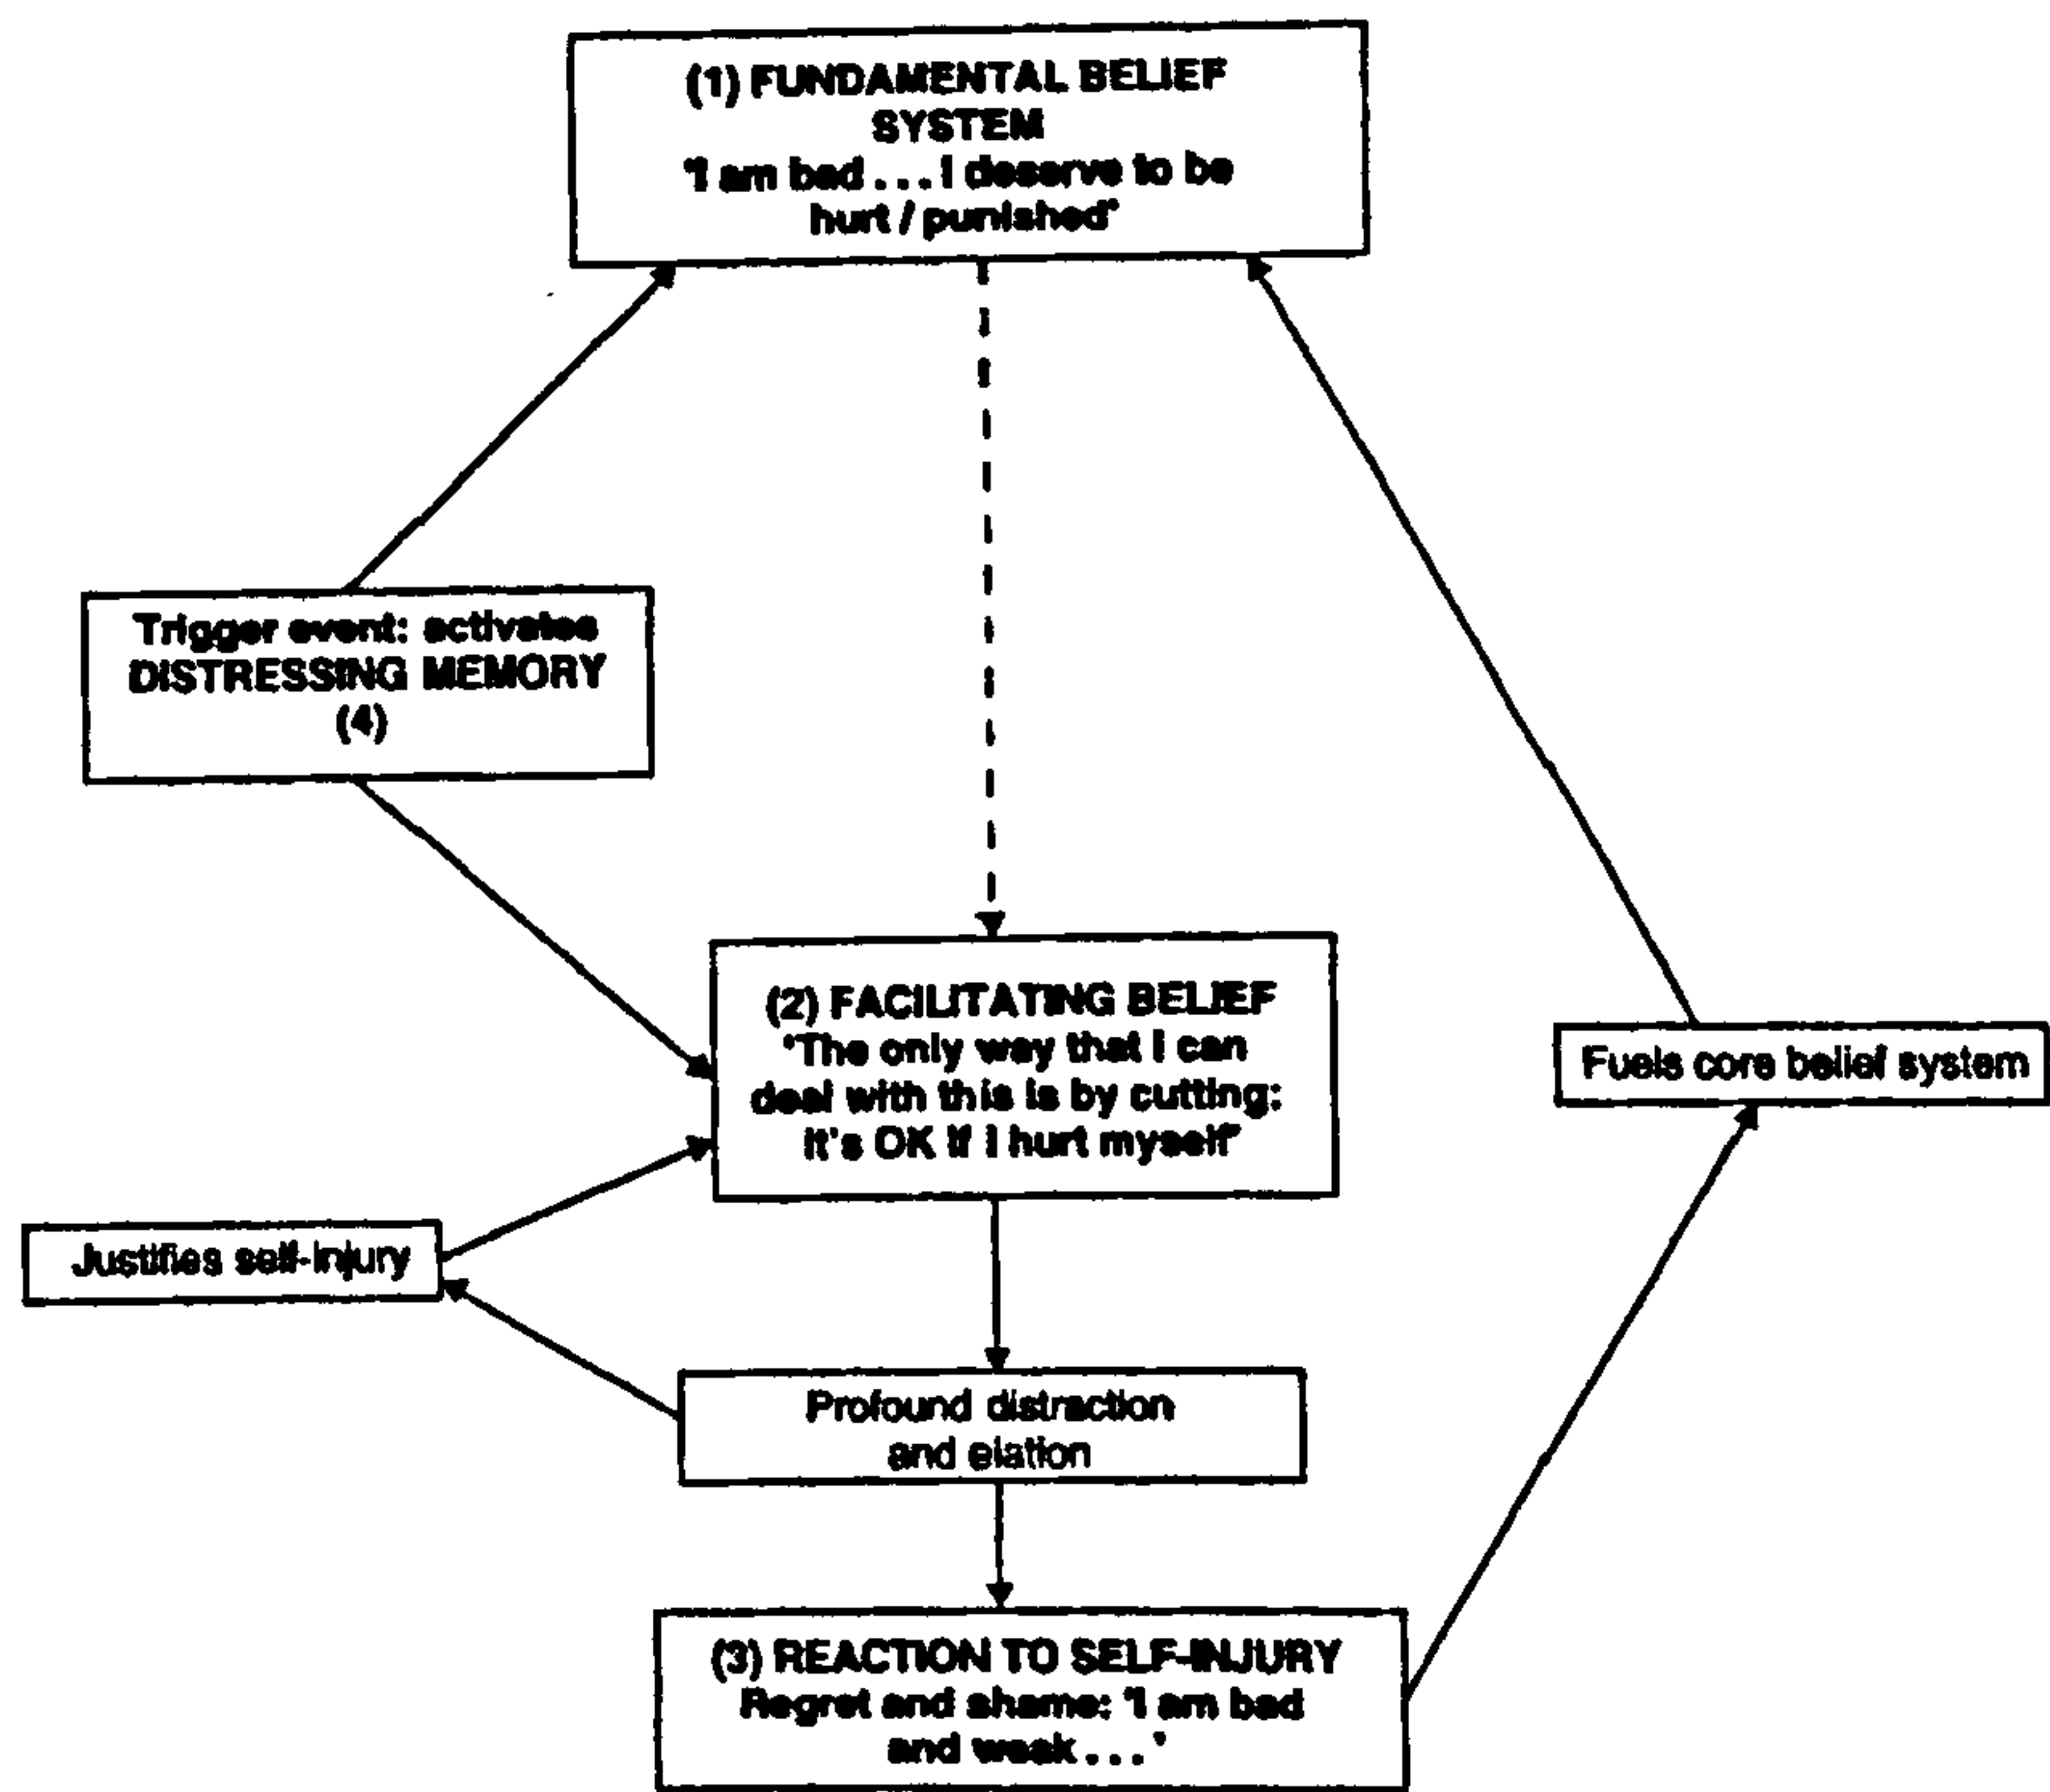 (1) FUNDAMENTAL BELIEF
SYSTEM
"I am bad . . . I deserve to be
hurt / punished"
Trigger event: activates
DISTRESSING MEMORY
(4)
(2) FACILITATING BELIEF
"The only way that I can
deal with this is by cutting:
it's OK if I hurt myself"
Fuels core belief system
Justifies self-injury
Profound distraction
and elation
(3) REACTION TO SELF-INJURY
Regret and shame: "I am bad
and weak . . . "